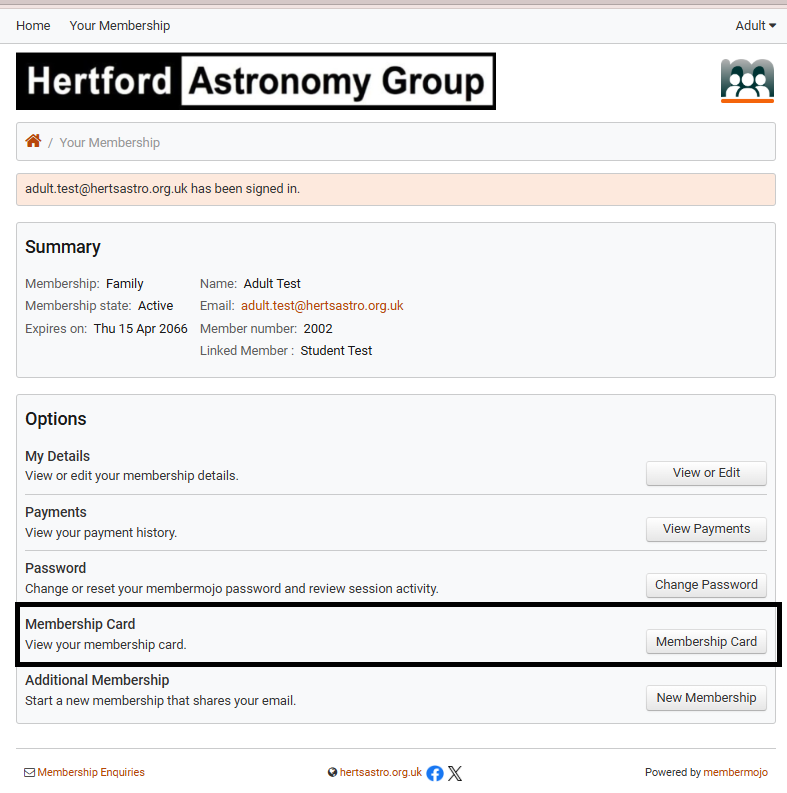 Home Your Membership Adult
Hertford Astronomy Group
/ Your Membership
adult.test@hertsastro.org.uk has been signed in.
Summary
Membership: Family Name: Adult Test
Membership state: Active Email: adult.test@hertsastro.org.uk
Expires on: Thu 15 Apr 2066 Member number: 2002
Linked Member : Student Test
Options
My Details
View or edit your membership details. View or Edit
Payments
View your payment history. View Payments
Password
Change or reset your membermojo password and review session activity. Change Password
Membership Card
View your membership card. Membership Card
Additional Membership
Start a new membership that shares your email. New Membership
Membership Enquiries hertsastro.org.uk Powered by membermojo